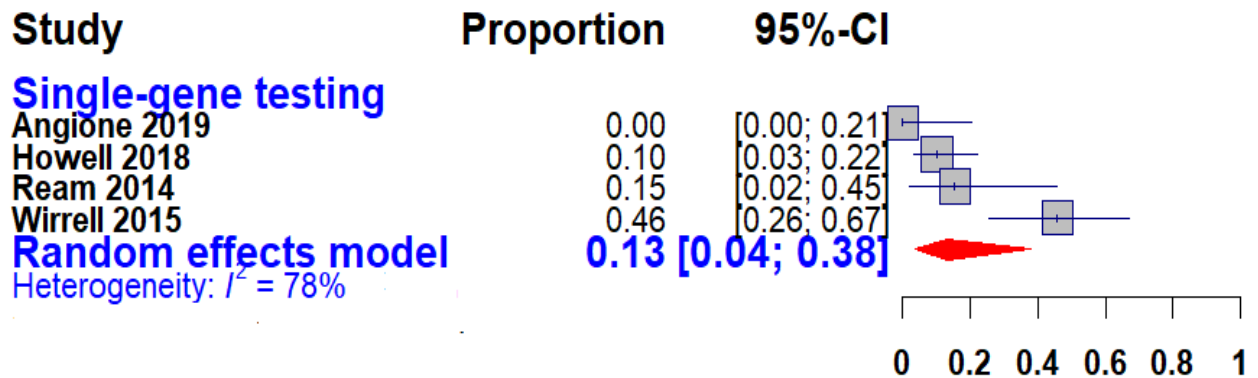 Study Proportion 95%-CI
Single-gene testing
Angione 2019 0.00 [0.00; 0.21]
Howell 2018 0.10 [0.03; 0.22]
Ream 2014 0.15 [0.02; 0.45]
Wirrell 2015 0.46 [0.26; 0.67]
Random effects model 0.13 [0.04; 0.38]
Heterogeneity: I² = 78%
0 0.2 0.4 0.6 0.8 1